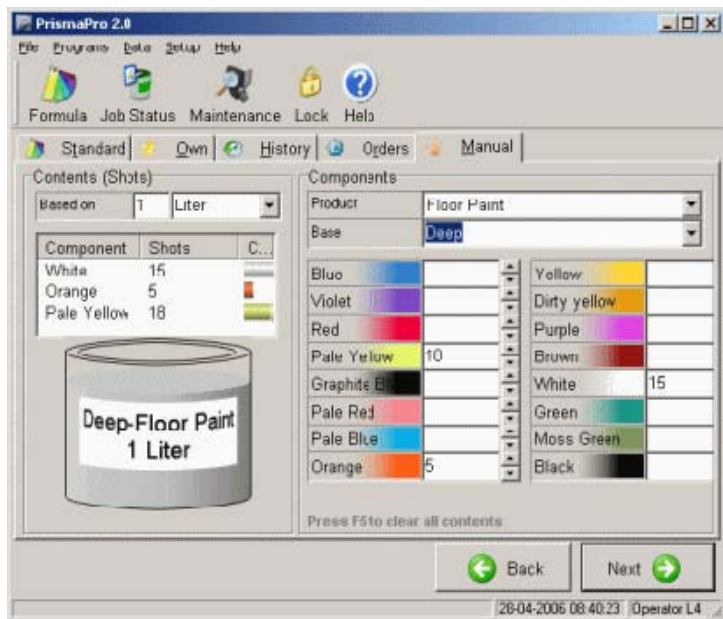 PrismaPro 2.0
File Programs Data Setup Help
Formula Job Status Maintenance Lock Help
Standard Own History Orders Manual
Contents (Shots)
Based on 1 Liter
Component Shots C...
White 15
Orange 5
Pale Yellow 18
Deep-Floor Paint
1 Liter
Components
Product Floor Paint
Base Deep
Blue Yellow
Violet Dirty yellow
Red Purple
Pale Yellow 10 Brown
Graphite B White 15
Pale Red Green
Pale Blue Moss Green
Orange 5 Black
Press F5 to clear all contents
Back Next
28-04-2006 08:40:23 Operator L4